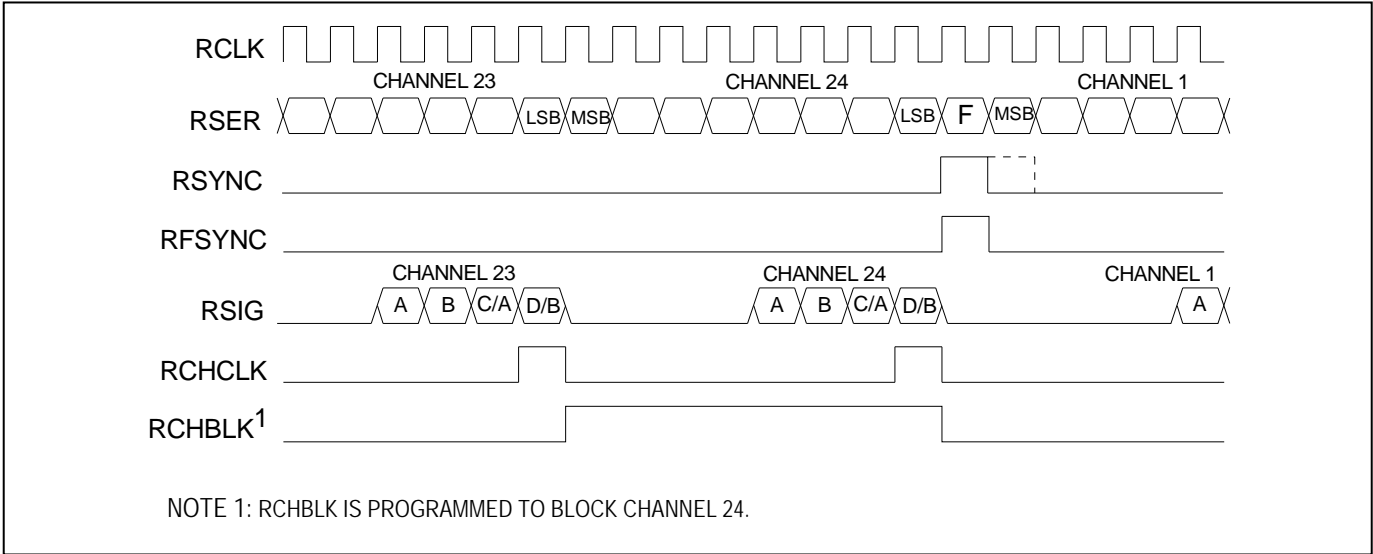 RCLK
CHANNEL 23 CHANNEL 24 CHANNEL 1
RSER LSB MSB LSB F MSB
RSYNC
RFSYNC
CHANNEL 23 CHANNEL 24 CHANNEL 1
RSIG A B C/A D/B A B C/A D/B A
RCHCLK
RCHBLK1
NOTE 1: RCHBLK IS PROGRAMMED TO BLOCK CHANNEL 24.